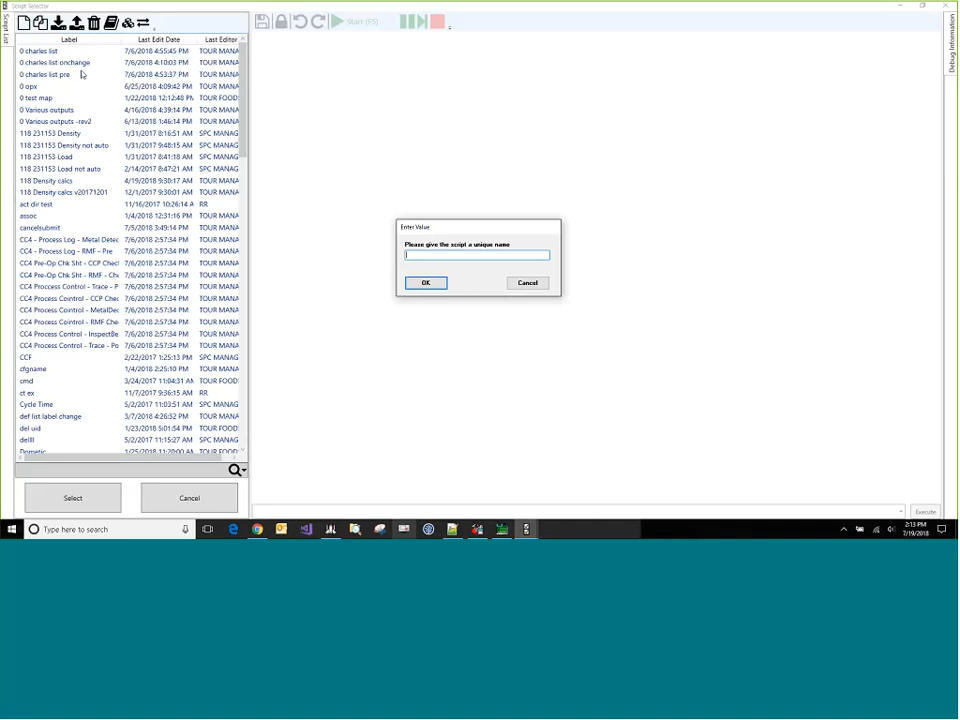 Script Selector
Script List
Start (F5)
Debug Information
Label Last Edit Date Last Editor
0 charles list 7/6/2018 4:55:45 PM TOUR MANA
0 charles list onchange 7/6/2018 4:10:03 PM TOUR MANA
0 charles list pre 7/6/2018 4:53:37 PM TOUR MANA
0 opx 6/25/2018 4:09:42 PM TOUR MANA
0 test map 1/22/2018 12:12:48 PM TOUR FOOD
0 Various outputs 4/16/2018 4:39:14 PM TOUR MANA
0 Various outputs -rev2 6/13/2018 1:46:14 PM TOUR MANA
118 231153 Density 1/31/2017 8:16:51 AM SPC MANAG
118 231153 Density not auto 1/31/2017 9:48:15 AM SPC MANAG
118 231153 Load 1/31/2017 8:41:18 AM SPC MANAG
118 231153 Load not auto 2/14/2017 8:47:21 AM SPC MANAG
118 Density calcs 4/19/2018 9:30:17 AM TOUR MANA
118 Density calcs v20171201 12/1/2017 9:30:01 AM TOUR MANA
act dir test 11/16/2017 10:26:14 A RR
assoc 1/4/2018 12:31:16 PM TOUR MANA
cancelsubmit 7/5/2018 3:49:14 PM TOUR MANA
CC4 - Process Log - Metal Detec 7/6/2018 2:57:34 PM TOUR MANA
CC4 - Process Log - RMF - Pre 7/6/2018 2:57:34 PM TOUR MANA
CC4 Pre-Op Chk Sht - CCP Check 7/6/2018 2:57:34 PM TOUR MANA
CC4 Pre-Op Chk Sht - RMF - Ch 7/6/2018 2:57:34 PM TOUR MANA
CC4 Proccess Control - Trace - P 7/6/2018 2:57:34 PM TOUR MANA
CC4 Process Cointrol - CCP Chec 7/6/2018 2:57:34 PM TOUR MANA
CC4 Process Cointrol - MetalDec 7/6/2018 2:57:34 PM TOUR MANA
CC4 Process Cointrol - RMF Che 7/6/2018 2:57:34 PM TOUR MANA
CC4 Process Control - InspectBe 7/6/2018 2:57:34 PM TOUR MANA
CC4 Process Control - Trace - Po 7/6/2018 2:57:34 PM TOUR MANA
CCF 2/22/2017 1:25:13 PM SPC MANAG
cfgname 1/4/2018 2:25:10 PM TOUR MANA
cmd 3/24/2017 11:04:31 A TOUR FOOD
ct ex 11/7/2017 9:36:15 AM RR
Cycle Time 5/2/2017 11:03:51 AM SPC MANAG
def list label change 3/7/2018 4:26:32 PM TOUR MANA
del uid 1/23/2018 5:01:54 PM TOUR FOOD
dellll 5/2/2017 11:15:27 AM SPC MANAG
Dometic 1/25/2018 11:20:00 AM TOUR FOOD
Enter Value
Please give the script a unique name
OK Cancel
Select Cancel
Execute
Type here to search
2:13 PM
7/19/2018